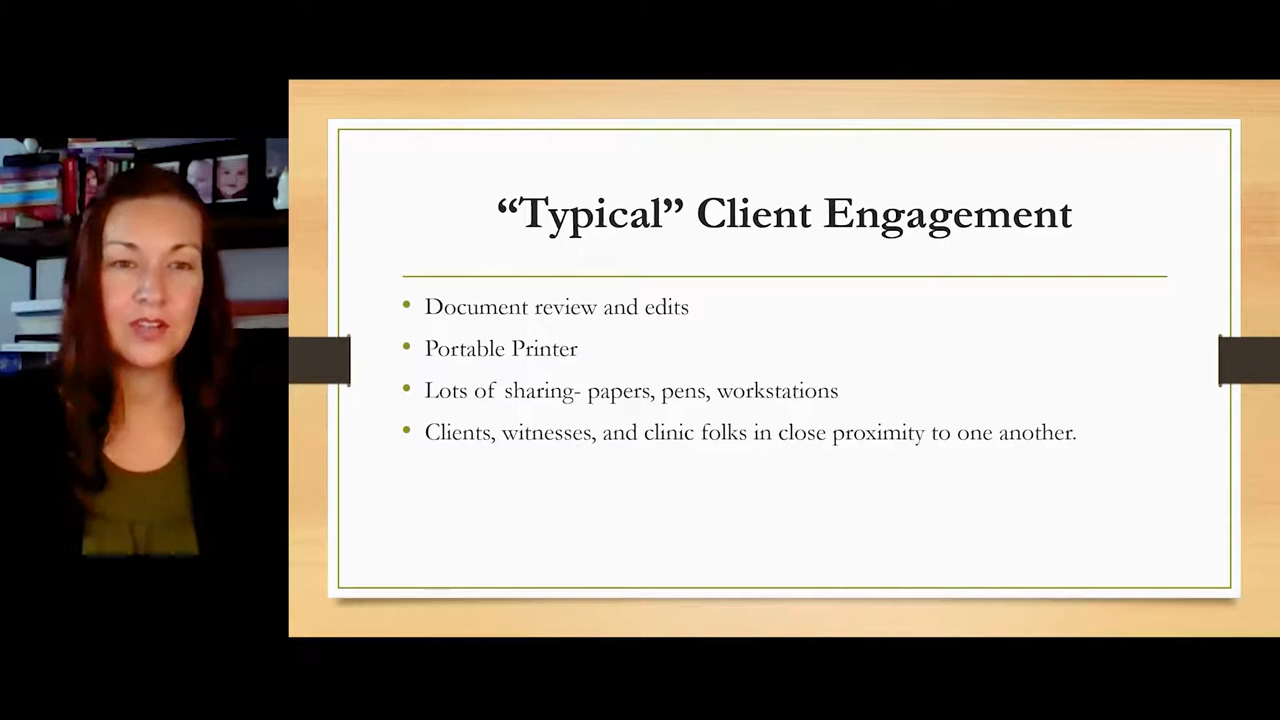 “Typical” Client Engagement
• Document review and edits
• Portable Printer
• Lots of sharing- papers, pens, workstations
• Clients, witnesses, and clinic folks in close proximity to one another.